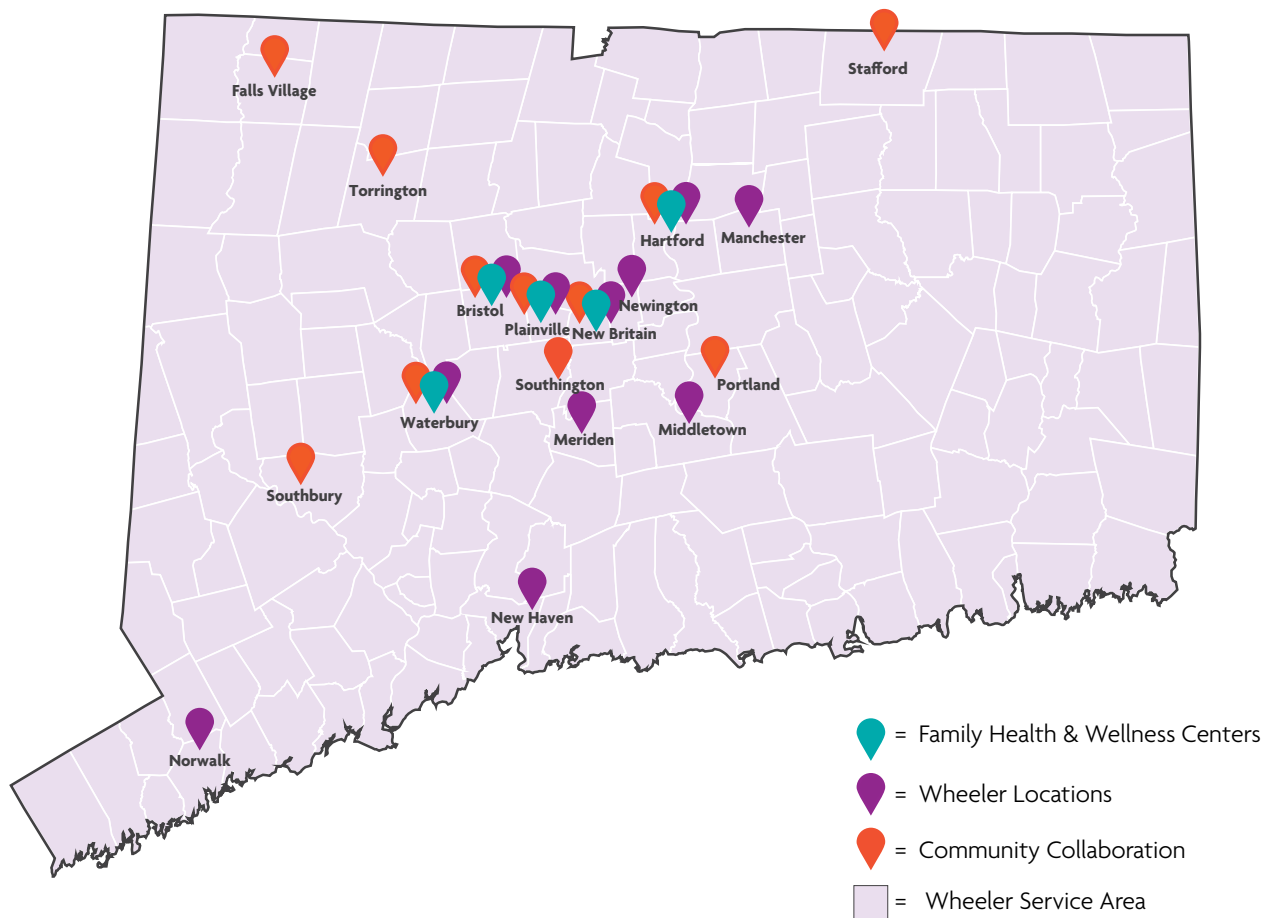 Stafford
Falls Village
Torrington
Hartford
Manchester
Bristol
Newington
Plainville
New Britain
Southington
Portland
Waterbury
Meriden
Middletown
Southbury
New Haven
Norwalk
= Family Health & Wellness Centers
= Wheeler Locations
= Community Collaboration
= Wheeler Service Area